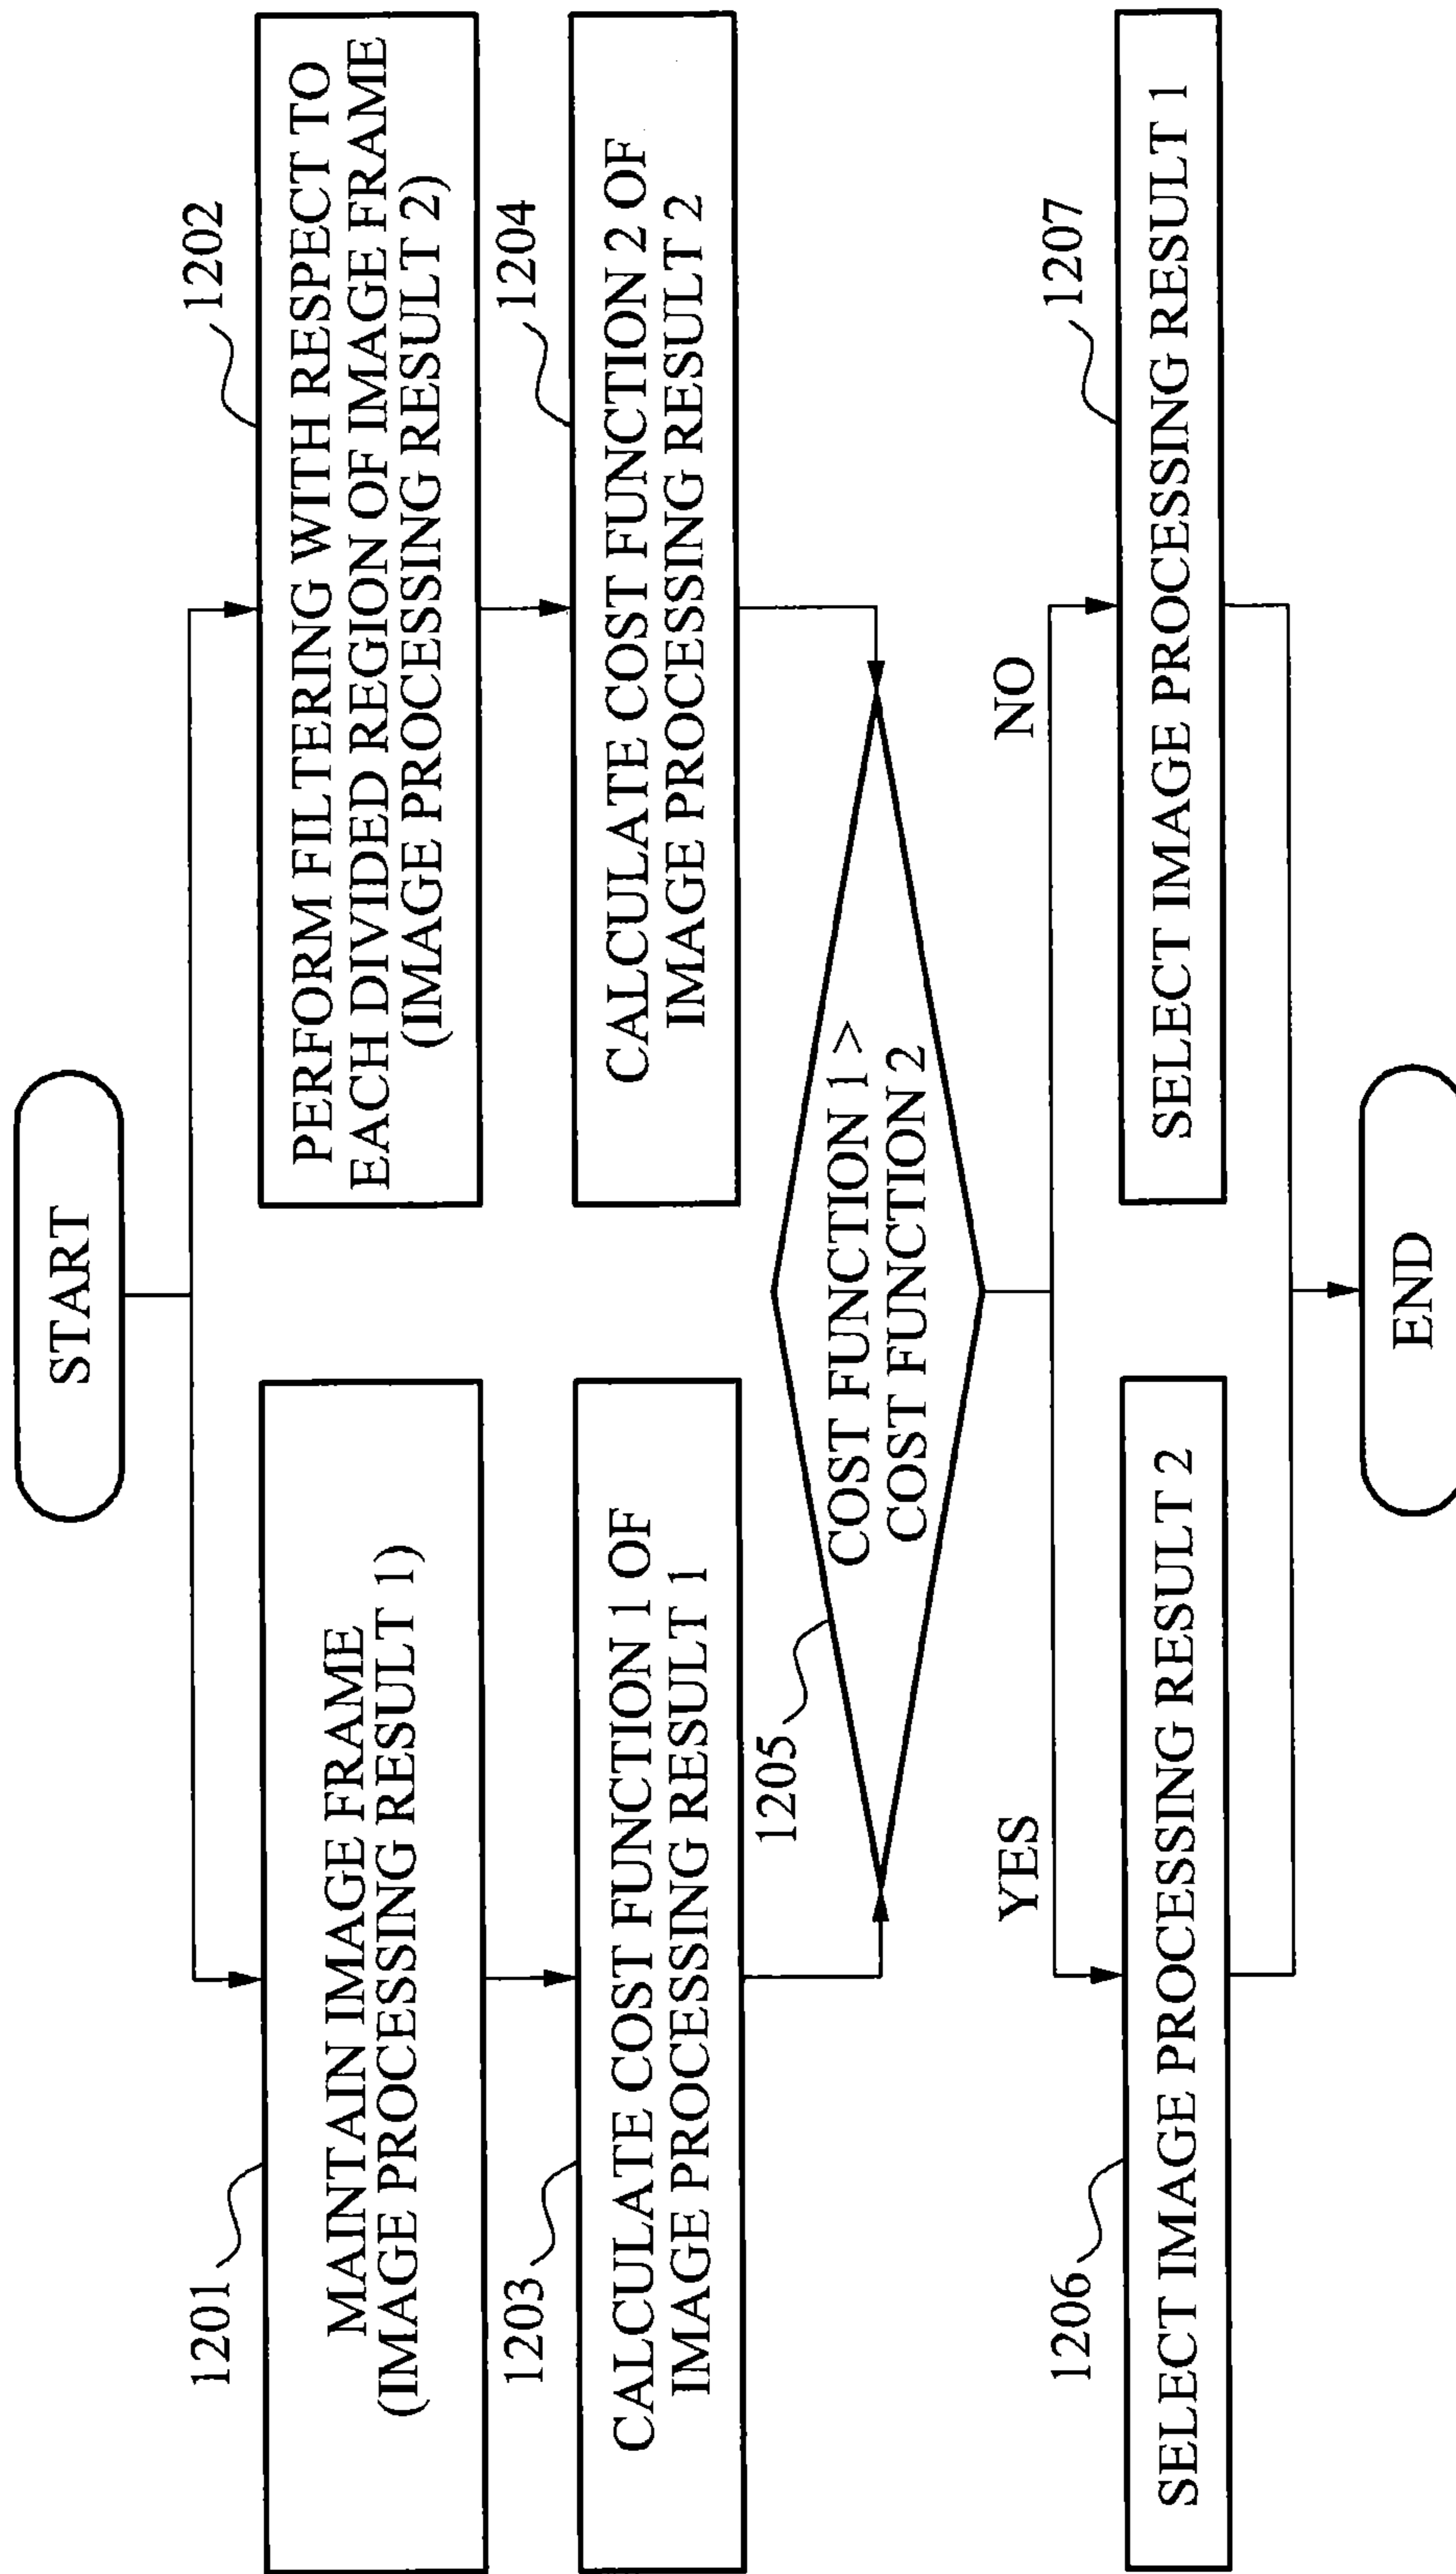 START
1201
MAINTAIN IMAGE FRAME
(IMAGE PROCESSING RESULT 1)
1202
PERFORM FILTERING WITH RESPECT TO
EACH DIVIDED REGION OF IMAGE FRAME
(IMAGE PROCESSING RESULT 2)
1203
CALCULATE COST FUNCTION 1 OF
IMAGE PROCESSING RESULT 1
1204
CALCULATE COST FUNCTION 2 OF
IMAGE PROCESSING RESULT 2
1205
COST FUNCTION 1 >
COST FUNCTION 2
YES
NO
1206
SELECT IMAGE PROCESSING RESULT 2
1207
SELECT IMAGE PROCESSING RESULT 1
END